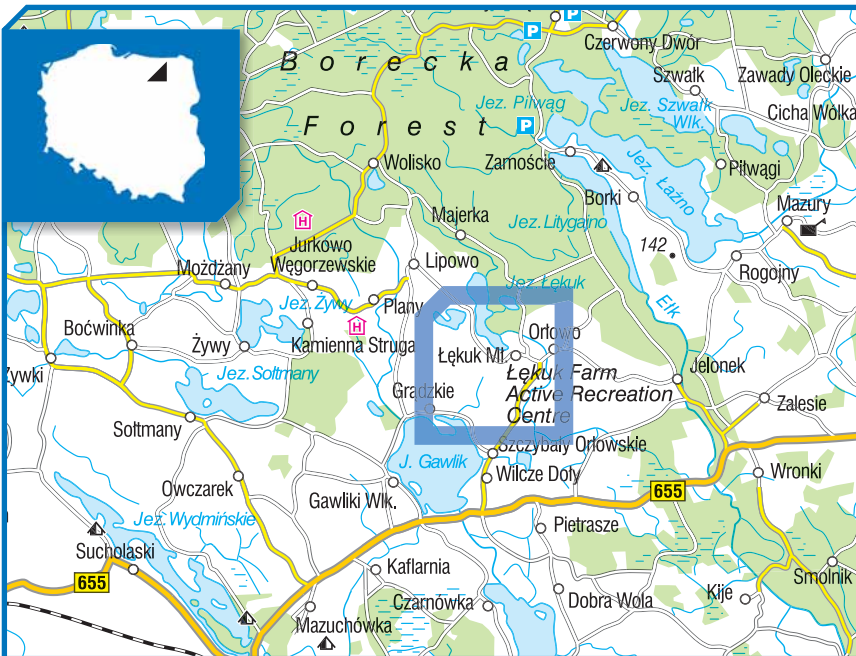 P
P
Czerwony Dwór
Borecka
Szwałk
Zawady Oleckie
Jez. Piłwąg
Jez. Szwałk
Wlk.
Cicha Wólka
Forest
P
Zamoście
Wolisko
Piłwągi
Jez. Łaźno
Borki
Mazury
Majerka
Jez. Litygajno
H
Jurkowo
Węgorzewskie
142
Lipowo
Rogojny
Możdżany
Jez. Łękuk
Jez. Żywy
Plany
Ełk
H
Orłowo
Boćwinka
Żywy
Kamienna Struga
Łękuk Mł.
Żywki
Jez. Sołtmany
Łękuk Farm
Active Recreation
Centre
Jelonek
Grądzkie
Zalesie
Sołtmany
Szczybały Orłowskie
J. Gawlik
Wilcze Doły
Wronki
Owczarek
Gawliki Wlk.
655
Jez. Wydmińskie
Pietrasze
Sucholaski
655
Kaflarnia
Smolnik
Czarnówka
Dobra Wola
Kije
Mazuchówka